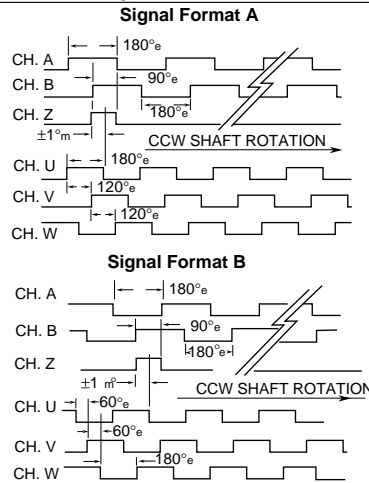 Signal Format A
180°e
CH. A
90°e
CH. B
180°e
CH. Z
±1°m
CCW SHAFT ROTATION
180°e
CH. U
120°e
CH. V
120°e
CH. W
Signal Format B
180°e
CH. A
90°e
CH. B
180°e
CH. Z
±1 m°
CCW SHAFT ROTATION
60°e
CH. U
60°e
CH. V
180°e
CH. W